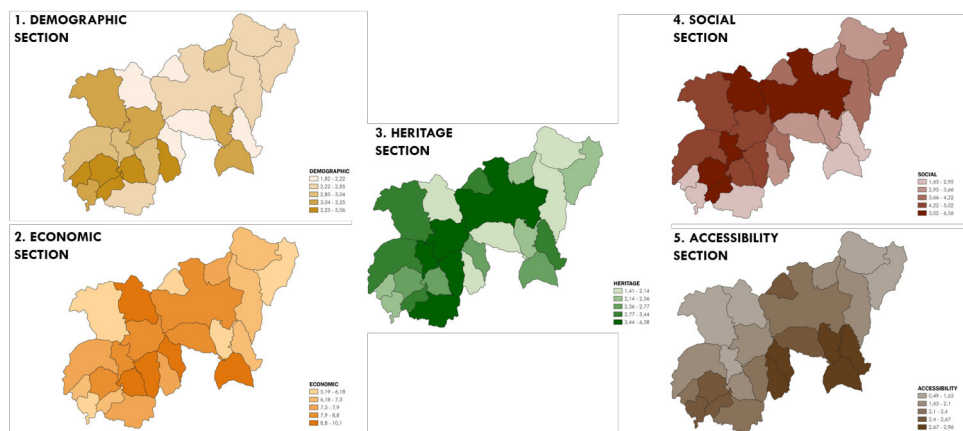 1. DEMOGRAPHIC
SECTION
DEMOGRAPHIC
1,82 - 2,22
2,22 - 2,85
2,85 - 3,04
3,04 - 3,25
3,25 - 5,06
2. ECONOMIC
SECTION
ECONOMIC
5,19 - 6,18
6,18 - 7,3
7,3 - 7,9
7,9 - 8,8
8,8 - 10,1
3. HERITAGE
SECTION
HERITAGE
1,41 - 2,14
2,14 - 2,36
2,36 - 2,77
2,77 - 3,44
3,44 - 6,38
4. SOCIAL
SECTION
SOCIAL
1,63 - 2,95
2,95 - 3,66
3,66 - 4,22
4,22 - 5,02
5,02 - 6,56
5. ACCESSIBILITY
SECTION
ACCESSIBILITY
0,49 - 1,63
1,63 - 2,1
2,1 - 2,4
2,4 - 2,67
2,67 - 2,96